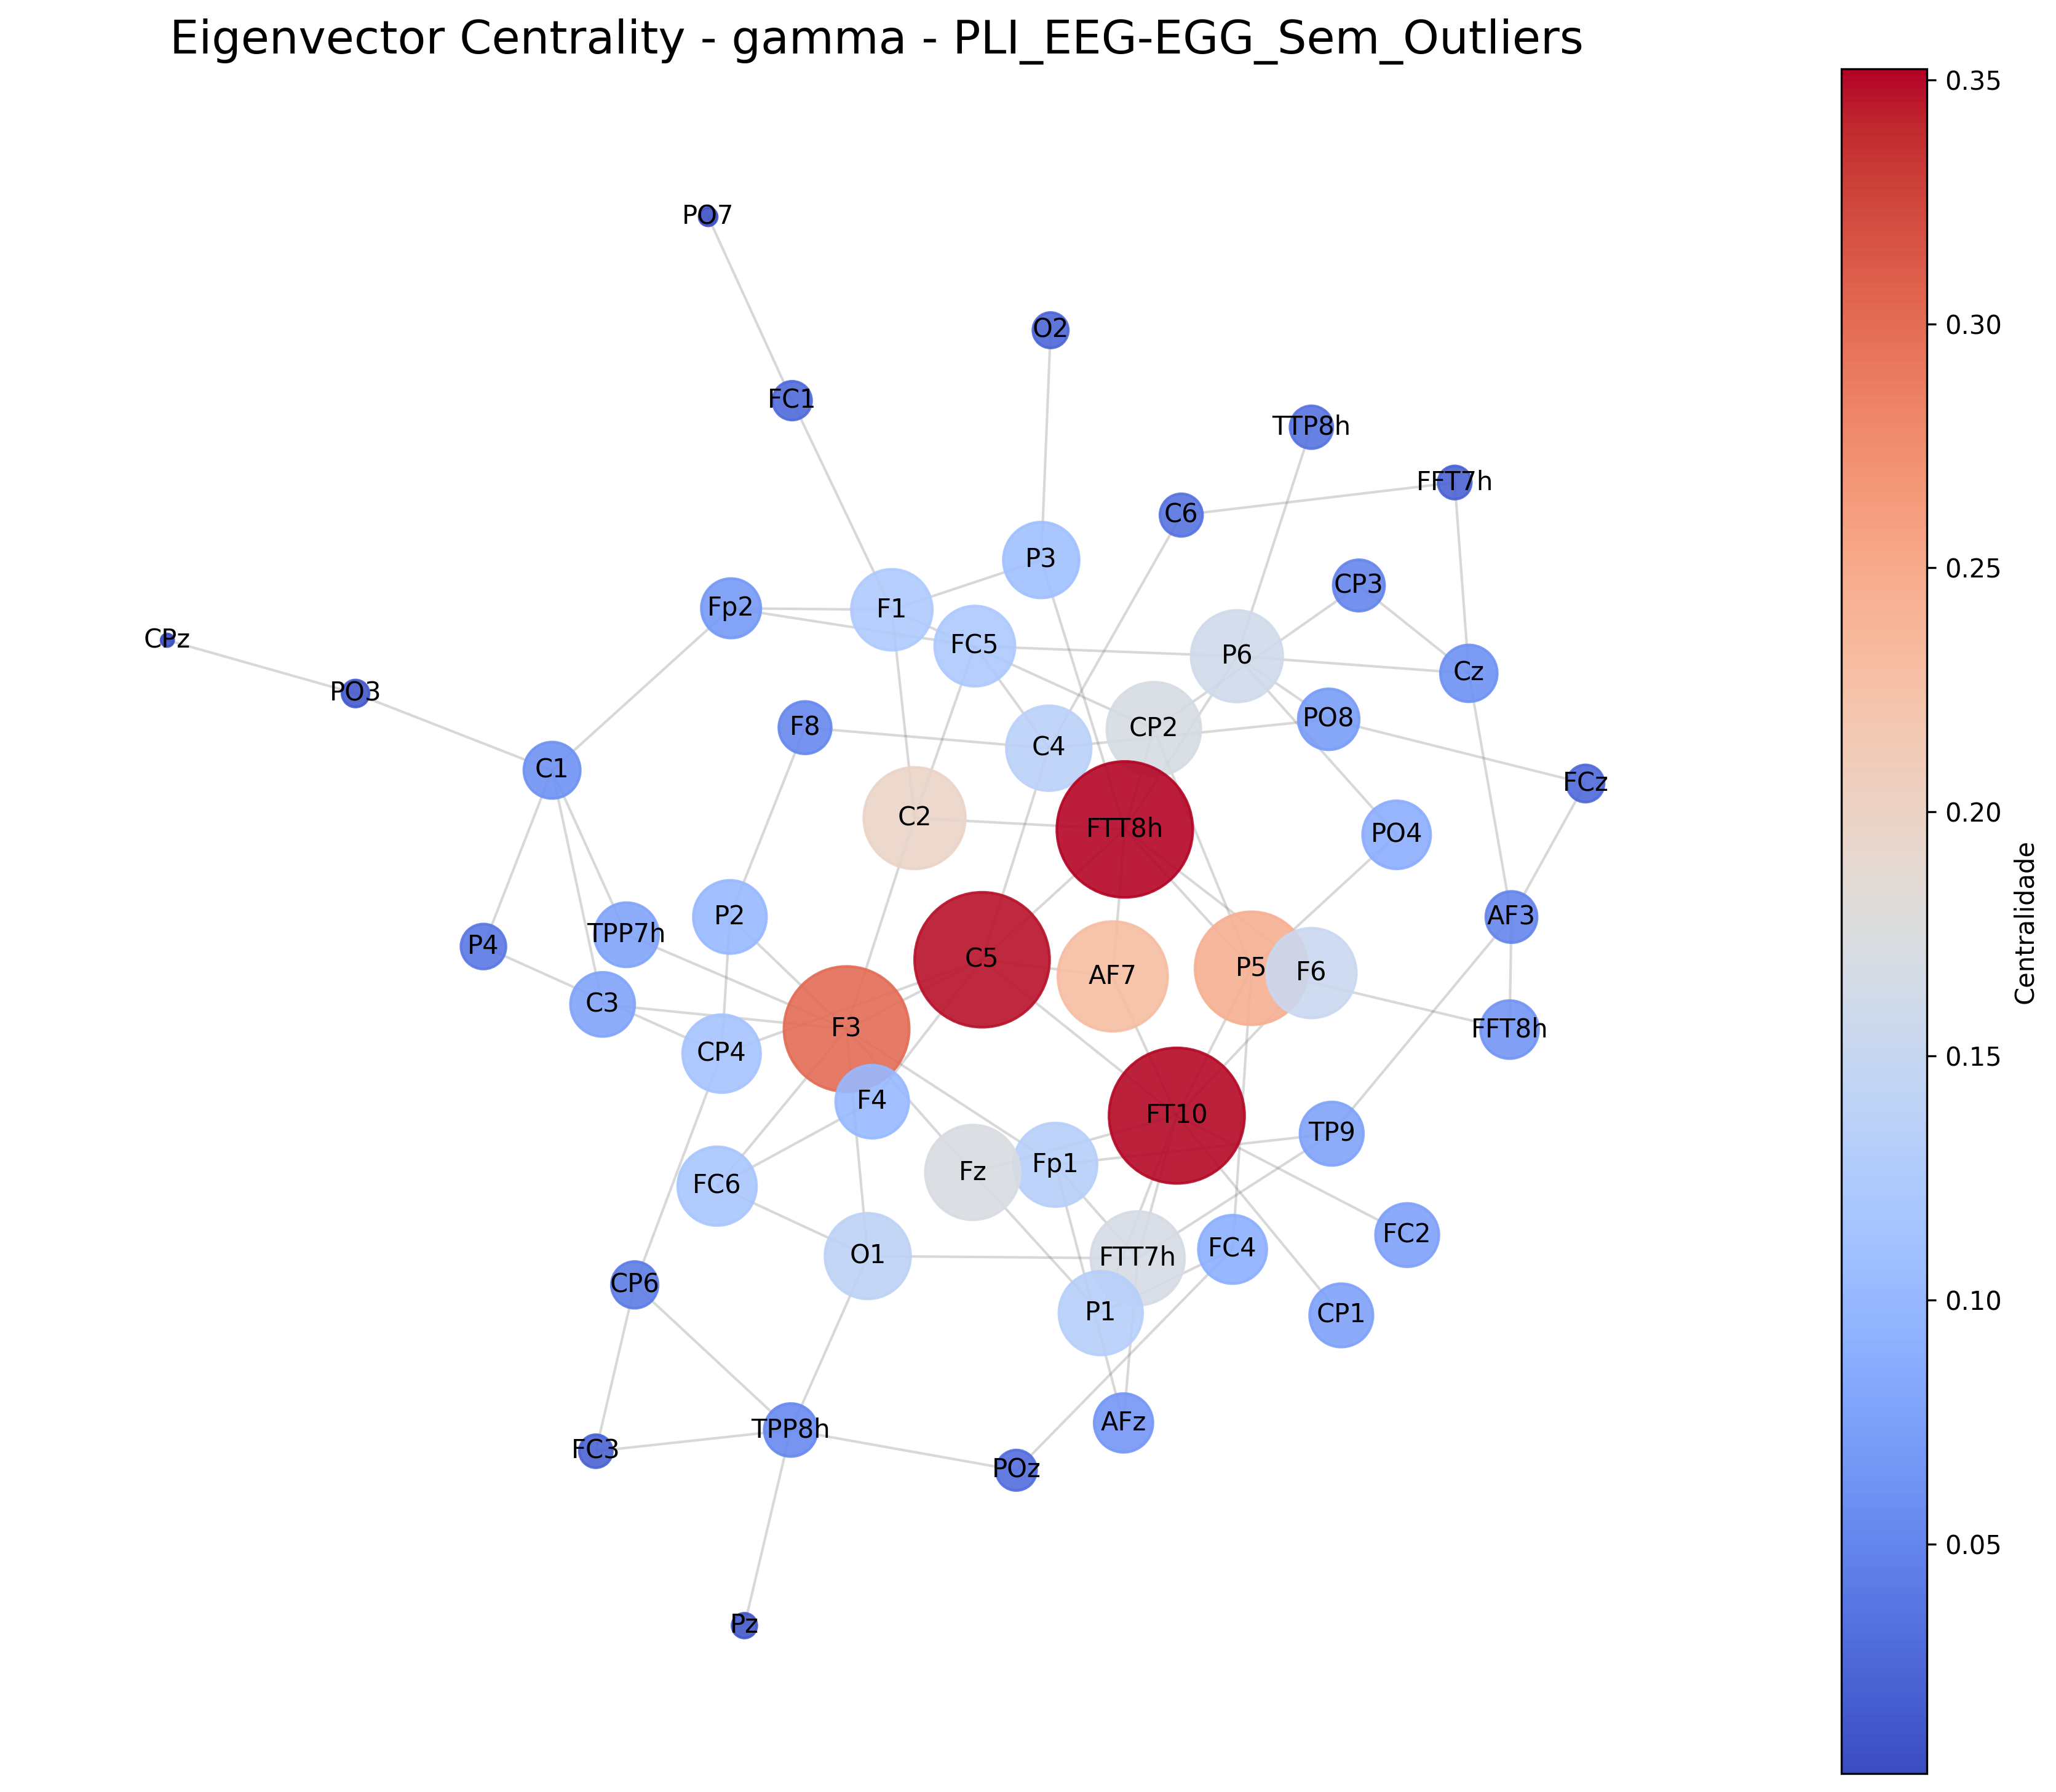 Eigenvector Centrality - gamma - PLI_EEG-EGG_Sem_Outliers
0.35
PO7
O2
0.30
FC1
TTP8h
FFT7h
C6
P3
0.25
CP3
Fp2
F1
CPz
FC5
P6
Cz
PO3
F8
C4
CP2
PO8
C1
FCz
0.20
C2
FTT8h
PO4
Centralidade
P4
TPP7h
P2
C5
AF7
P5
F6
AF3
C3
F3
CP4
FFT8h
0.15
F4
FT10
TP9
FC6
Fz
Fp1
O1
FTT7h
FC4
FC2
CP6
P1
CP1
0.10
FC3
TPP8h
AFz
POz
0.05
Pz